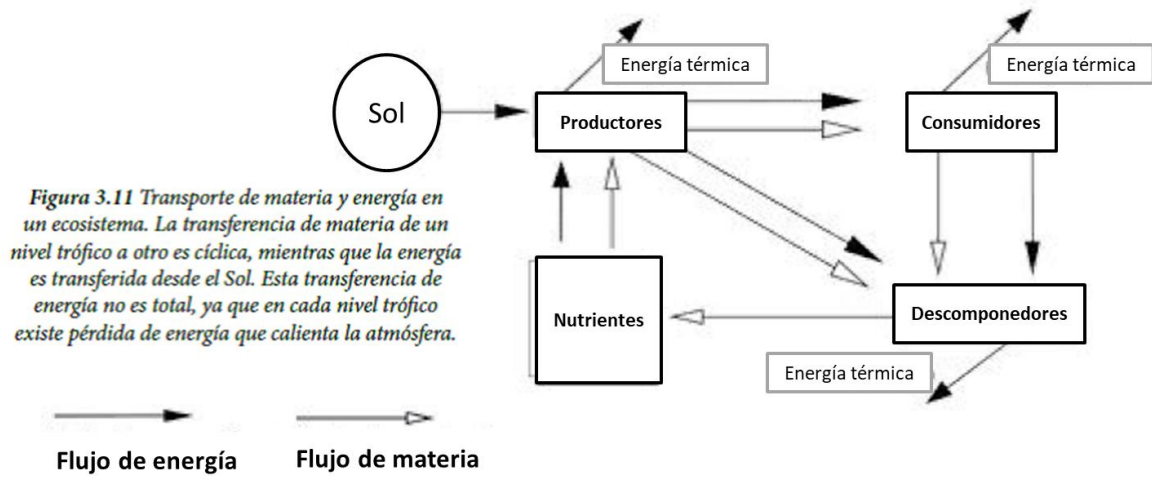 Energía térmica
Energía térmica
Sol
Productores
Consumidores
Figura 3.11 Transporte de materia y energía en
un ecosistema. La transferencia de materia de un
nivel trófico a otro es cíclica, mientras que la energía
es transferida desde el Sol. Esta transferencia de
energía no es total, ya que en cada nivel trófico
existe pérdida de energía que calienta la atmósfera.
Nutrientes
Descomponedores
Energía térmica
Flujo de energía
Flujo de materia